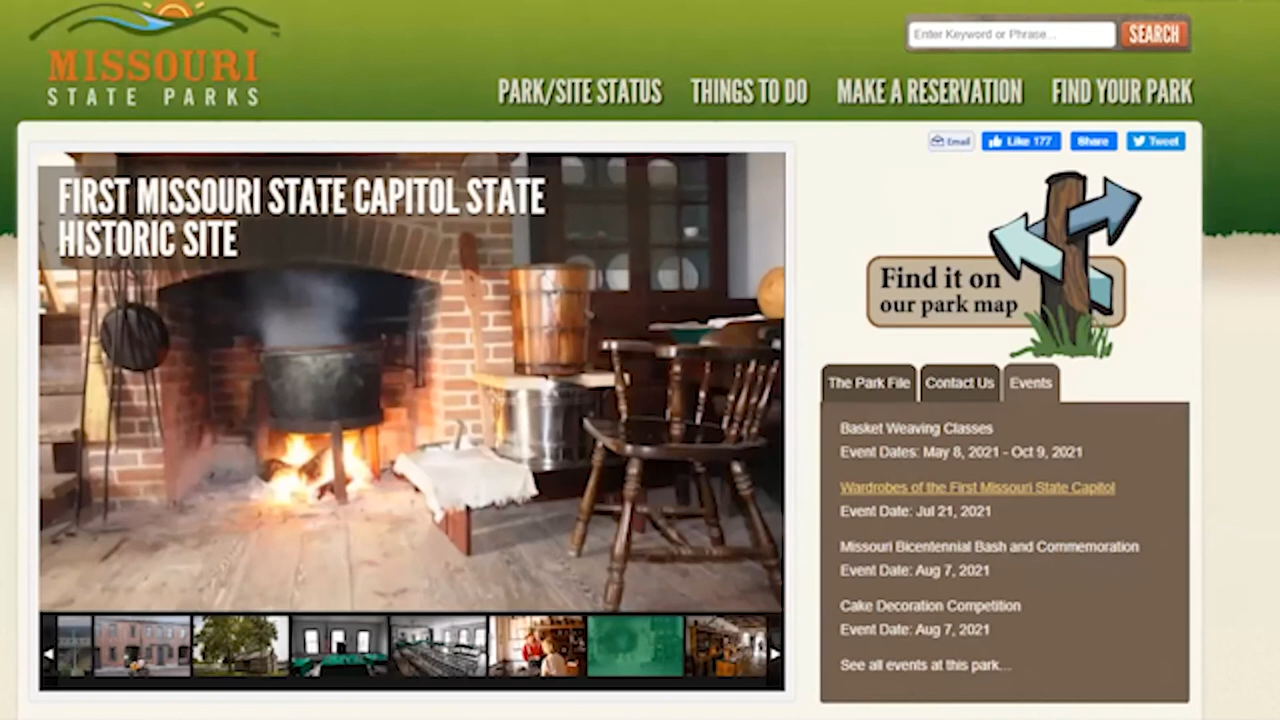 MISSOURI
STATE PARKS
Enter Keyword or Phrase...
SEARCH
PARK/SITE STATUS
THINGS TO DO
MAKE A RESERVATION
FIND YOUR PARK
Email
Like 177
Share
Tweet
FIRST MISSOURI STATE CAPITOL STATE
HISTORIC SITE
Find it on
our park map
The Park File
Contact Us
Events
Basket Weaving Classes
Event Dates: May 8, 2021 - Oct 9, 2021
Wardrobes of the First Missouri State Capitol
Event Date: Jul 21, 2021
Missouri Bicentennial Bash and Commemoration
Event Date: Aug 7, 2021
Cake Decoration Competition
Event Date: Aug 7, 2021
See all events at this park...